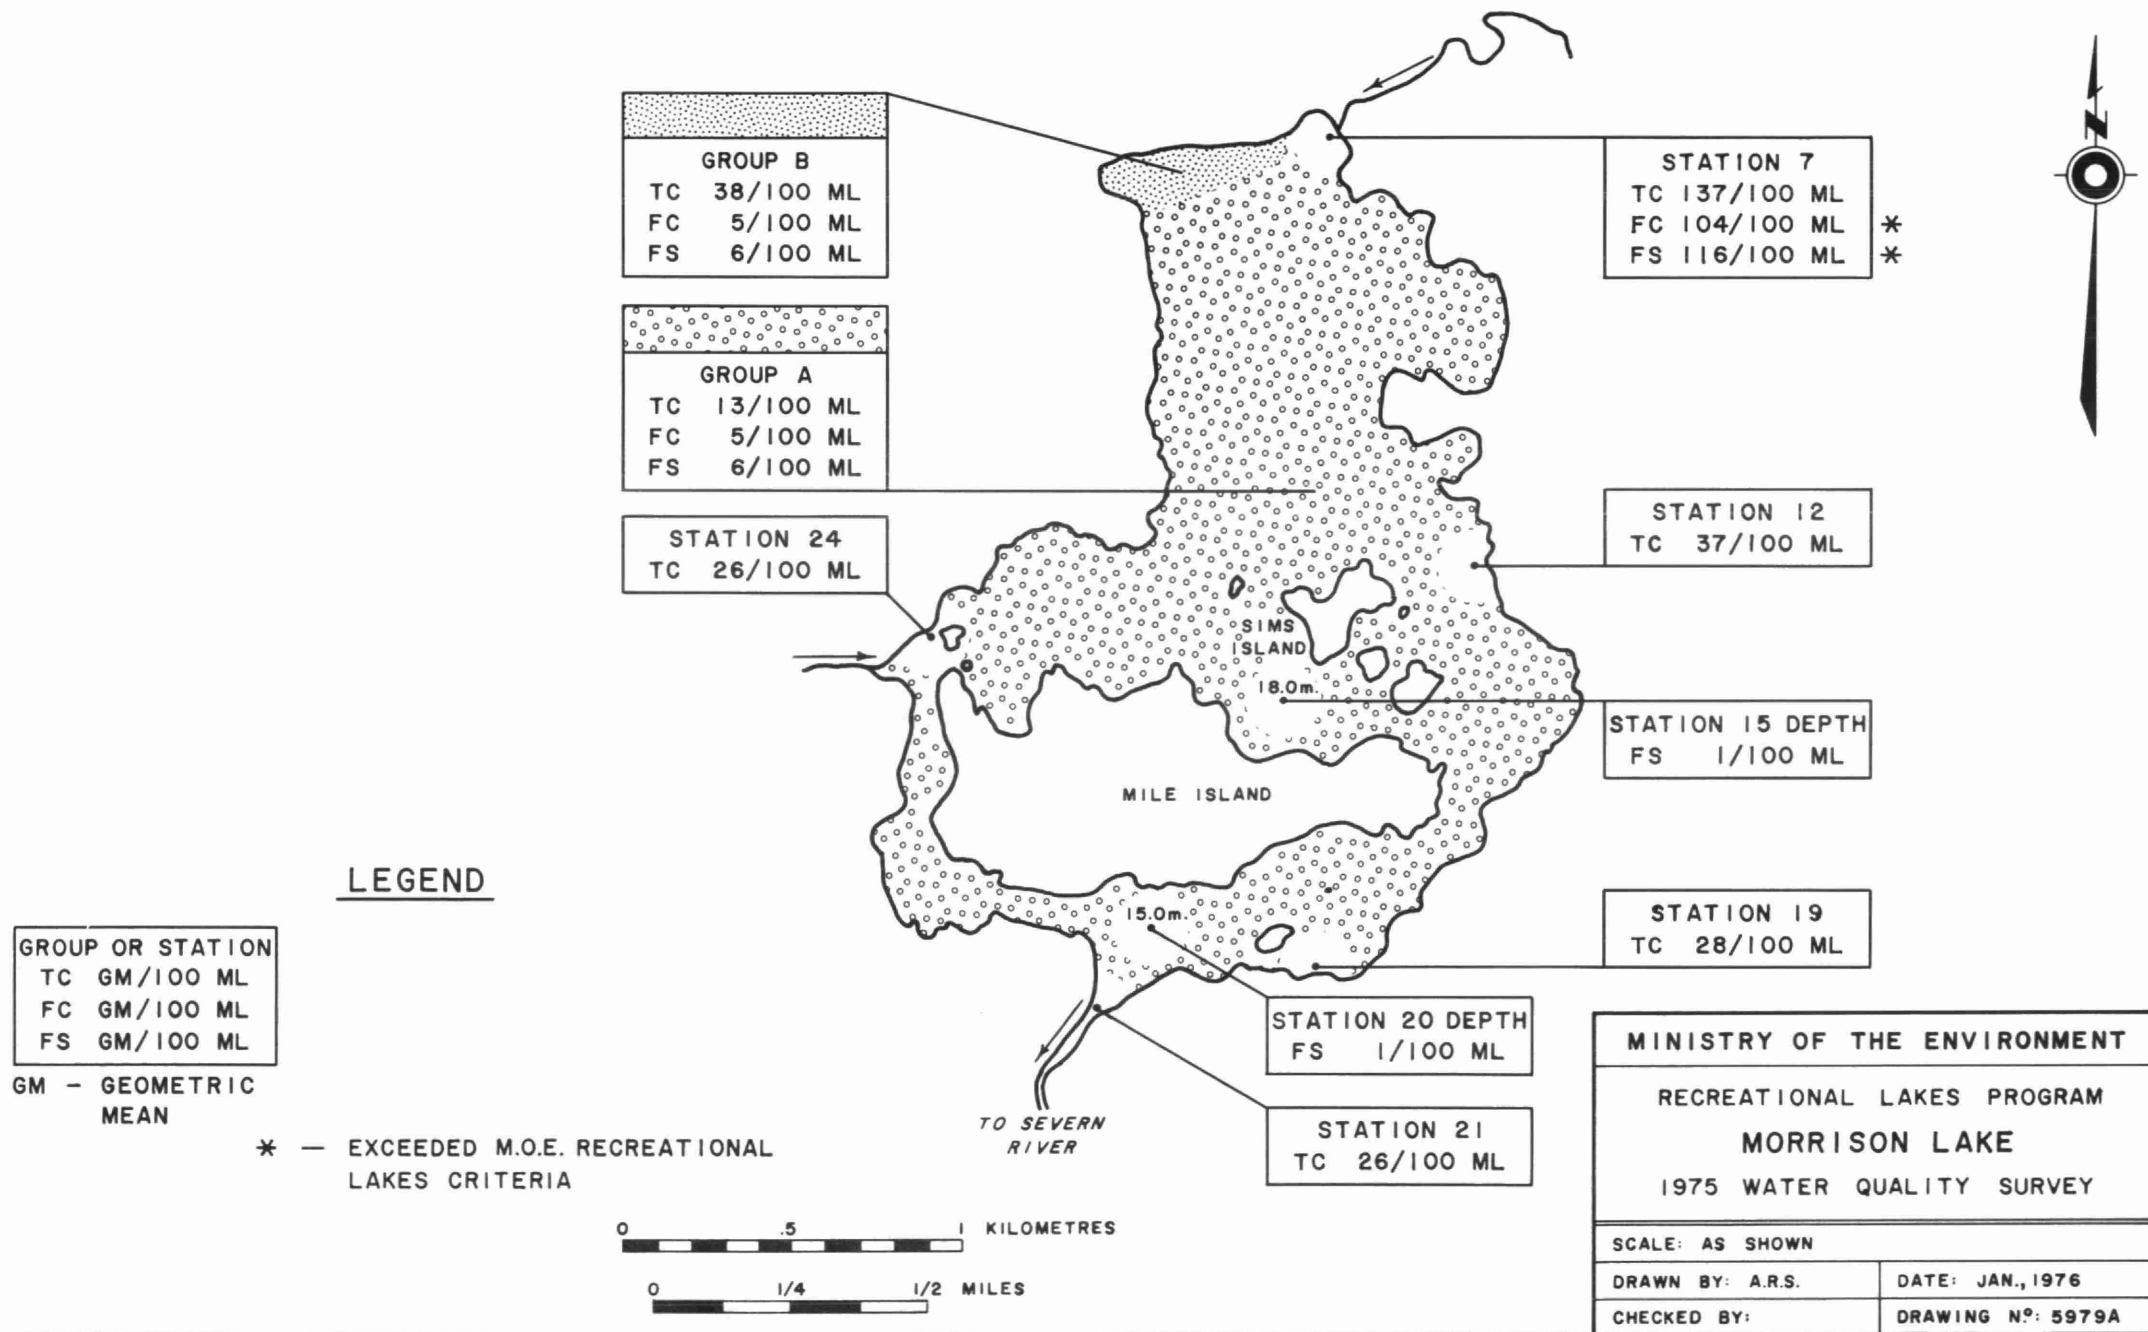 GROUP B
TC 38/100 ML
FC 5/100 ML
FS 6/100 ML
GROUP A
TC 13/100 ML
FC 5/100 ML
FS 6/100 ML
STATION 24
TC 26/100 ML
STATION 7
TC 137/100 ML
FC 104/100 ML *
FS 116/100 ML *
N
STATION 12
TC 37/100 ML
SIMS
ISLAND
18.0m.
STATION 15 DEPTH
FS 1/100 ML
MILE ISLAND
15.0m.
STATION 19
TC 28/100 ML
STATION 20 DEPTH
FS 1/100 ML
STATION 21
TC 26/100 ML
TO SEVERN
RIVER
LEGEND
GROUP OR STATION
TC GM/100 ML
FC GM/100 ML
FS GM/100 ML
GM - GEOMETRIC
MEAN
* - EXCEEDED M.O.E. RECREATIONAL
LAKES CRITERIA
0 .5 1 KILOMETRES
0 1/4 1/2 MILES
MINISTRY OF THE ENVIRONMENT
RECREATIONAL LAKES PROGRAM
MORRISON LAKE
1975 WATER QUALITY SURVEY
SCALE: AS SHOWN
DRAWN BY: A.R.S. DATE: JAN., 1976
CHECKED BY: DRAWING Nº: 5979A